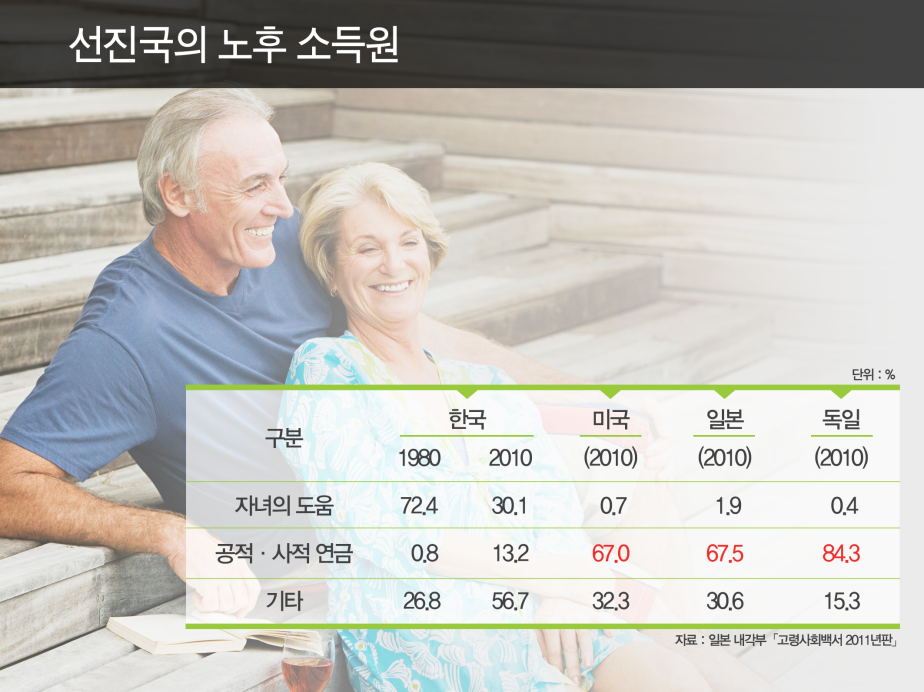 선진국의 노후 소득원
단위 : %
구분 한국 미국 일본 독일
1980 2010 (2010) (2010) (2010)
자녀의 도움 72.4 30.1 0.7 1.9 0.4
공적 · 사적 연금 0.8 13.2 67.0 67.5 84.3
기타 26.8 56.7 32.3 30.6 15.3
자료 : 일본 내각부 「고령사회백서 2011년판」